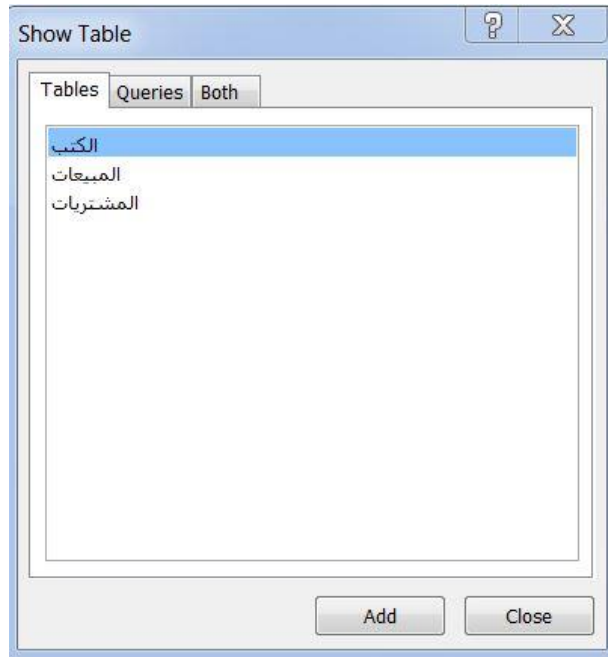 Show Table
Tables Queries Both
الكتب
المبيعات
المشتريات
Add Close